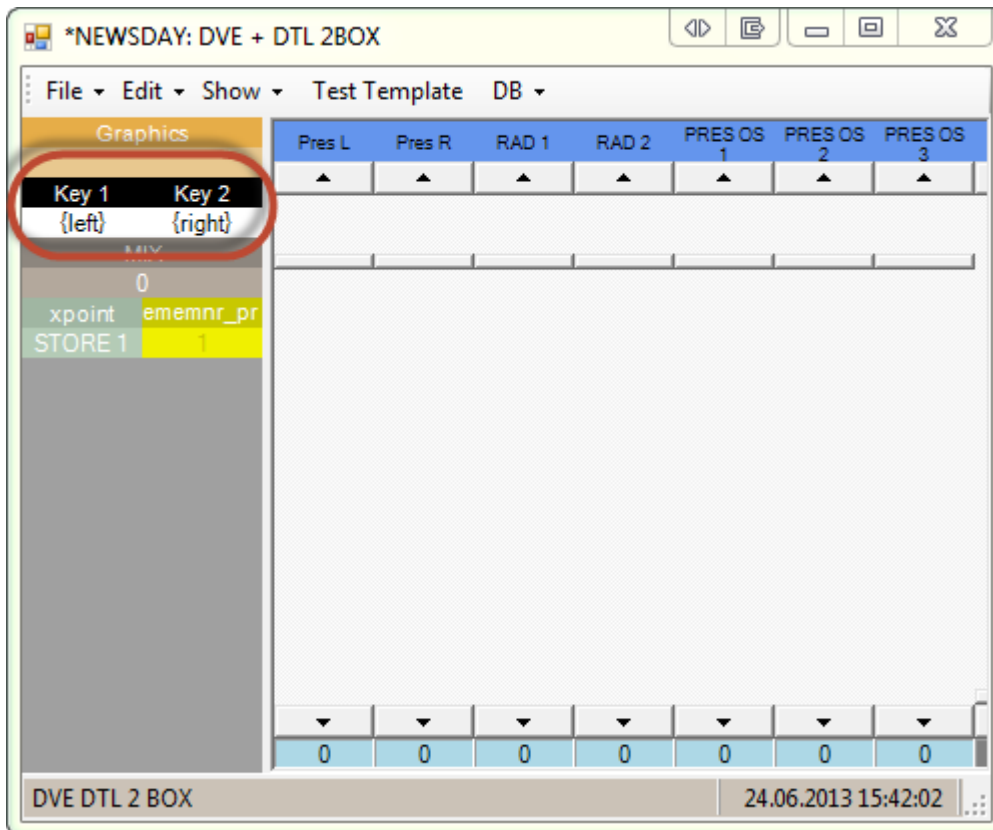 *NEWSDAY: DVE + DTL 2BOX
File Edit Show Test Template DB
Graphics
Key 1 Key 2
{left} {right}
MIX
0
xpoint ememnr_pr
STORE 1 1
Pres L Pres R RAD 1 RAD 2 PRES OS 1 PRES OS 2 PRES OS 3
0 0 0 0 0 0 0
DVE DTL 2 BOX 24.06.2013 15:42:02